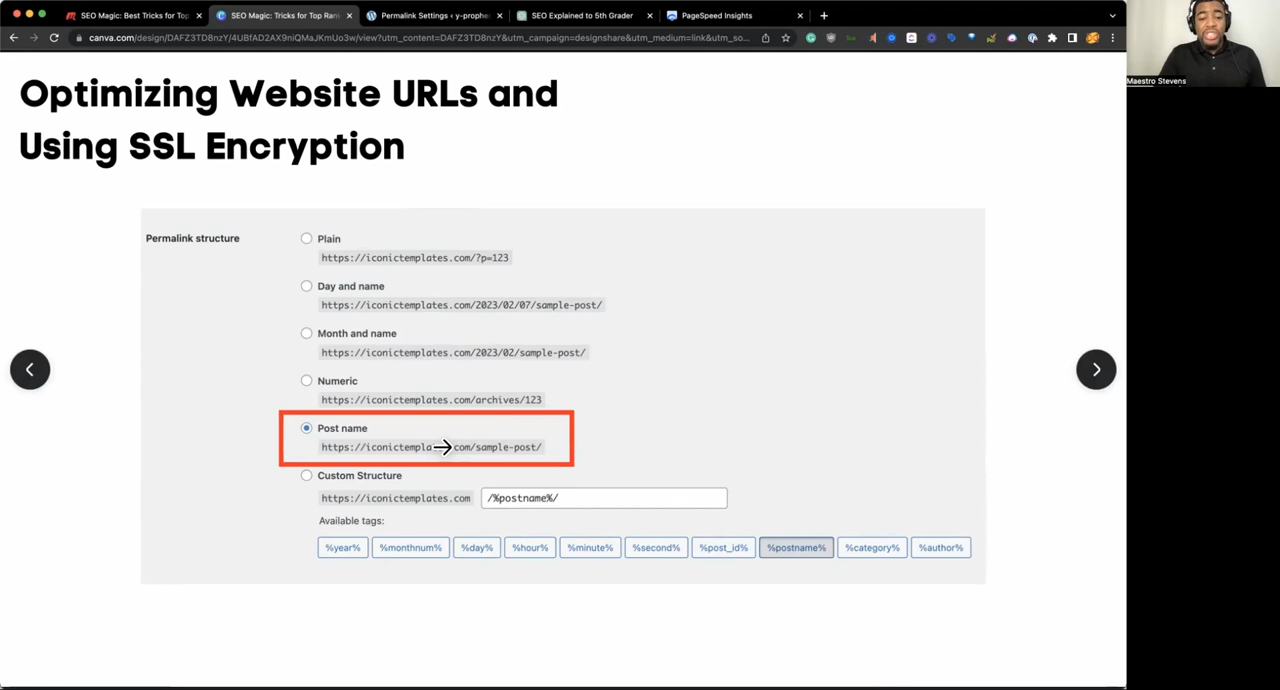 SEO Magic: Best Tricks for Top
SEO Magic: Tricks for Top Ran
Permalink Settings ‹ y-prophe
SEO Explained to 5th Grader
PageSpeed Insights
canva.com/design/DAFZ3TD8nzY/4UBfAD2AX9niQMaJKmUo3w/view?utm_content=DAFZ3TD8nzY&utm_campaign=designshare&utm_medium=link&utm_so...
Maestro Stevens
Optimizing Website URLs and
Using SSL Encryption
Permalink structure
Plain
https://iconictemplates.com/?p=123
Day and name
https://iconictemplates.com/2023/02/07/sample-post/
Month and name
https://iconictemplates.com/2023/02/sample-post/
Numeric
https://iconictemplates.com/archives/123
Post name
https://iconictempla com/sample-post/
Custom Structure
https://iconictemplates.com /%postname%/
Available tags:
%year% %monthnum% %day% %hour% %minute% %second% %post_id% %postname% %category% %author%